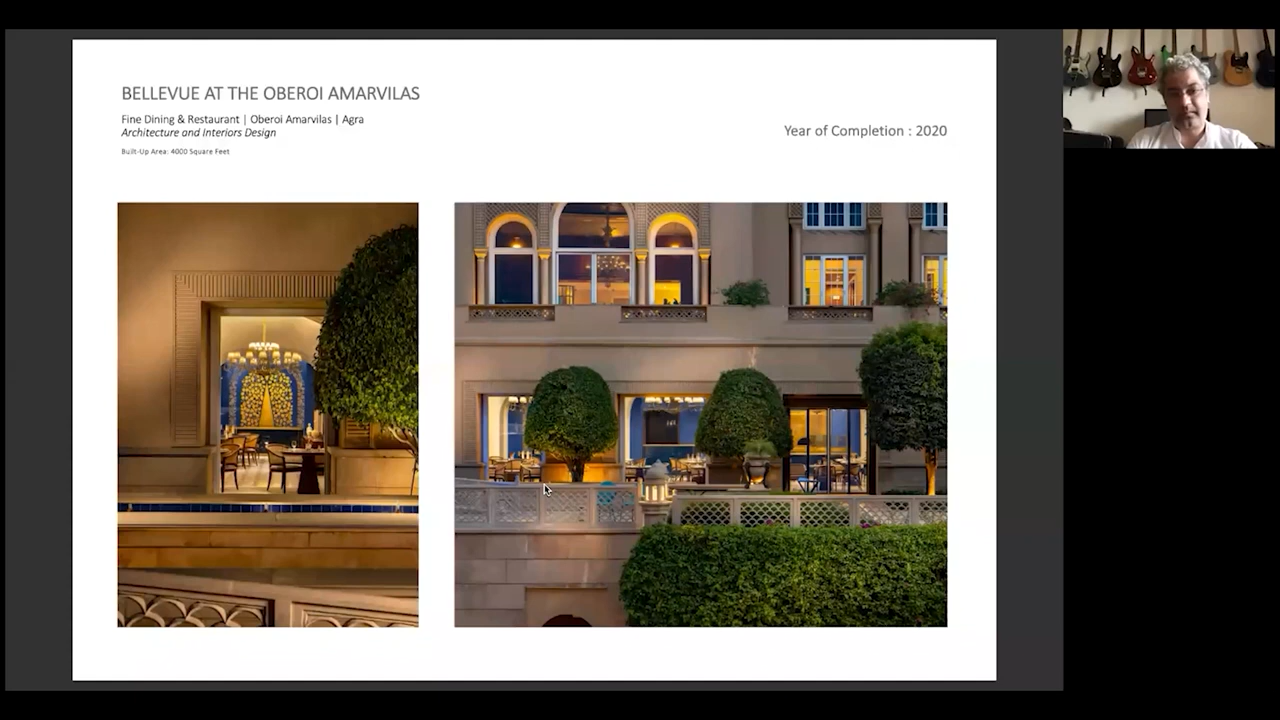 BELLEVUE AT THE OBEROI AMARVILAS
Fine Dining & Restaurant | Oberoi Amarvilas | Agra
Architecture and Interiors Design
Built-Up Area: 4000 Square Feet
Year of Completion : 2020